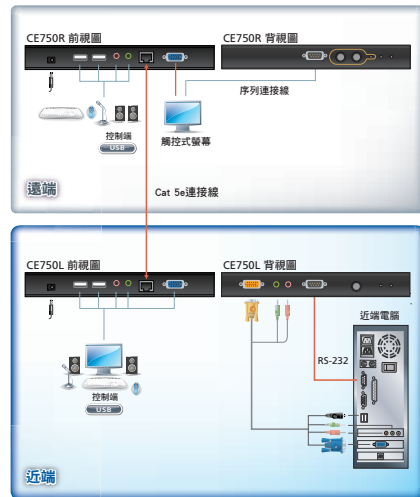 CE750R 前視圖
CE750R 背視圖
序列連接線
控制端
USB
觸控式螢幕
遠端
Cat 5e連接線
CE750L 前視圖
CE750L 背視圖
近端電腦
RS-232
控制端
USB
近端